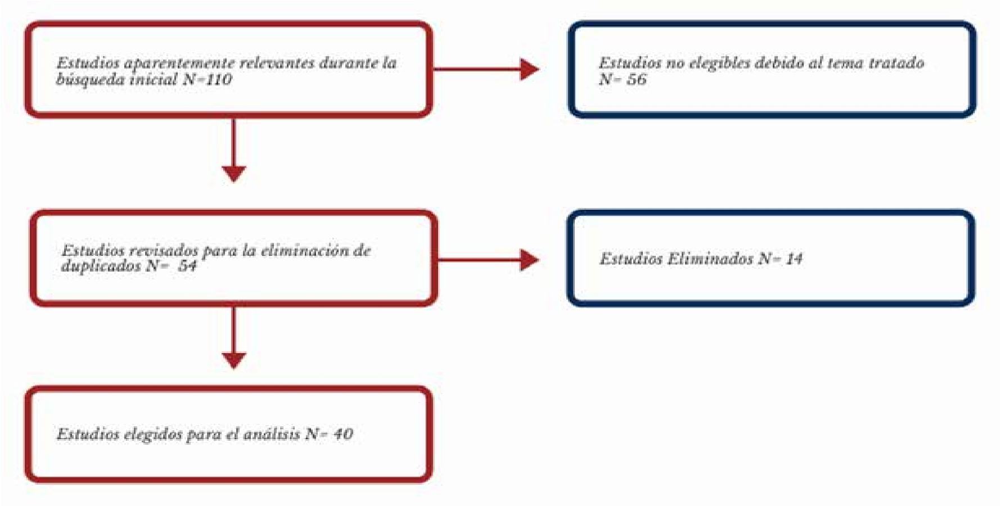 Estudios aparentemente relevantes durante la
búsqueda inicial N=110
Estudios no elegibles debido al tema tratado
N= 56
Estudios revisados para la eliminación de
duplicados N= 54
Estudios Eliminados N= 14
Estudios elegidos para el análisis N= 40